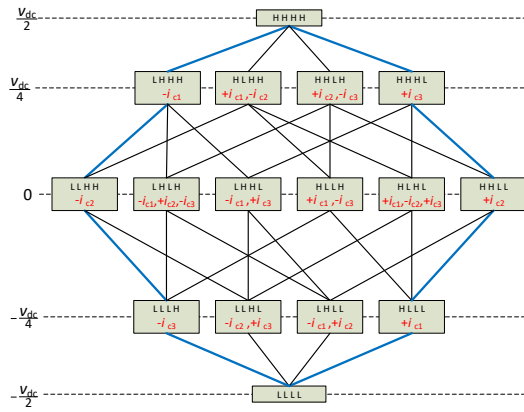 v_dc/2
H H H H
v_dc/4
L H H H
-i c1
H L H H
+i c1 ,-i c2
H H L H
+i c2 ,-i c3
H H H L
+i c3
0
L L H H
-i c2
L H L H
-i c1,+i c2,-i c3
L H H L
-i c1 ,+i c3
H L L H
+i c1 ,-i c3
H L H L
+i c1,-i c2,+i c3
H H L L
+i c2
-v_dc/4
L L L H
-i c3
L L H L
-i c2 ,+i c3
L H L L
-i c1 ,+i c2
H L L L
+i c1
-v_dc/2
L L L L